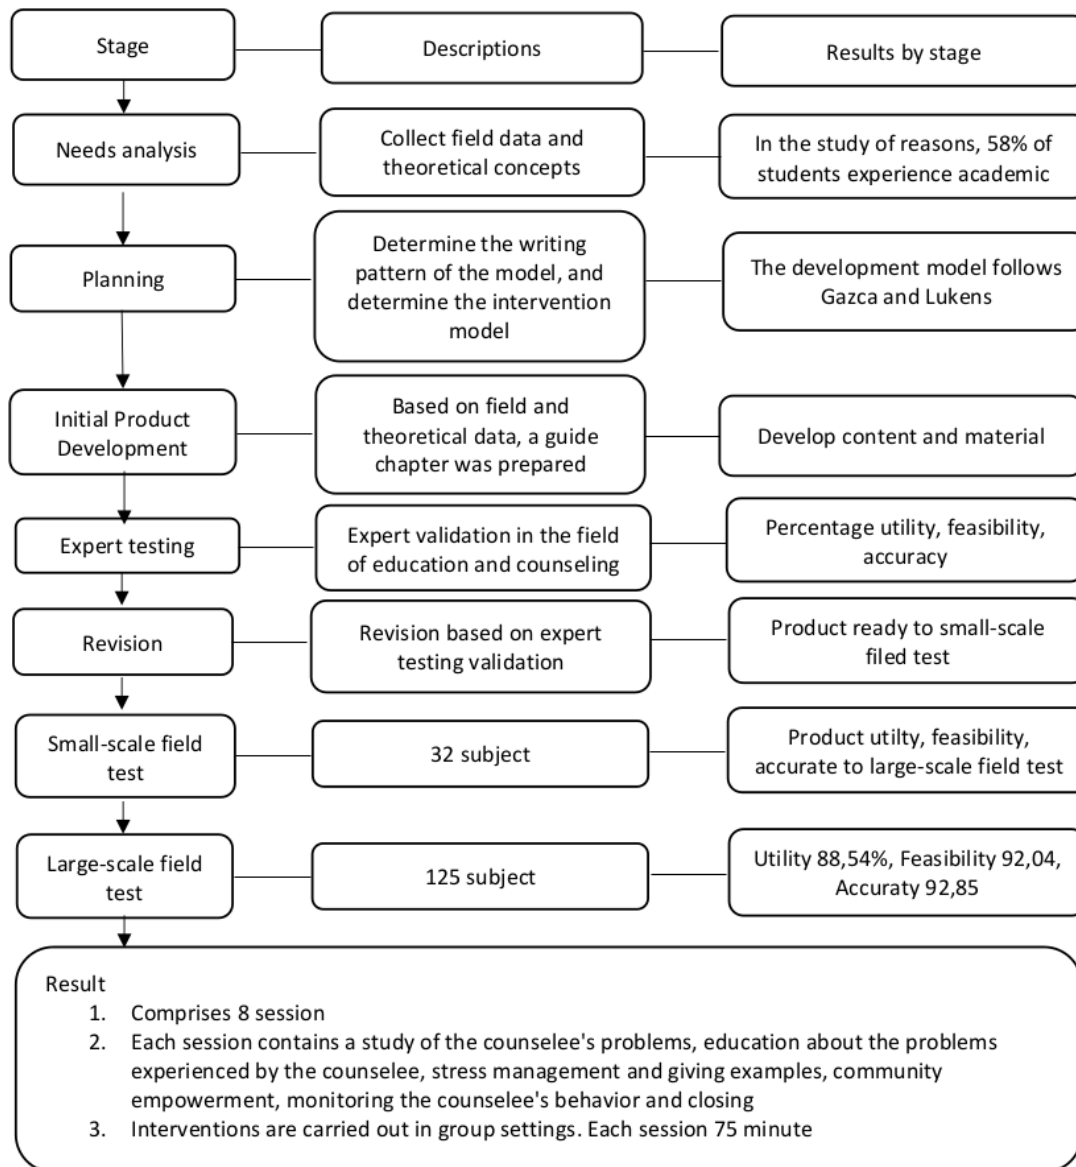 Stage
Descriptions
Results by stage
Needs analysis
Collect field data and
theoretical concepts
In the study of reasons, 58% of
students experience academic
Planning
Determine the writing
pattern of the model, and
determine the intervention
model
The development model follows
Gazca and Lukens
Initial Product
Development
Based on field and
theoretical data, a guide
chapter was prepared
Develop content and material
Expert testing
Expert validation in the field
of education and counseling
Percentage utility, feasibility,
accuracy
Revision
Revision based on expert
testing validation
Product ready to small-scale
filed test
Small-scale field
test
32 subject
Product utilty, feasibility,
accurate to large-scale field test
Large-scale field
test
125 subject
Utility 88,54%, Feasibility 92,04,
Accuraty 92,85
Result
1. Comprises 8 session
2. Each session contains a study of the counselee's problems, education about the problems
experienced by the counselee, stress management and giving examples, community
empowerment, monitoring the counselee's behavior and closing
3. Interventions are carried out in group settings. Each session 75 minute